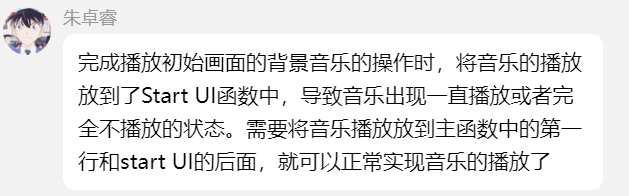 朱卓睿
完成播放初始画面的背景音乐的操作时，将音乐的播放
放到了Start UI函数中，导致音乐出现一直播放或者完
全不播放的状态。需要将音乐播放放到主函数中的第一
行和start UI的后面，就可以正常实现音乐的播放了